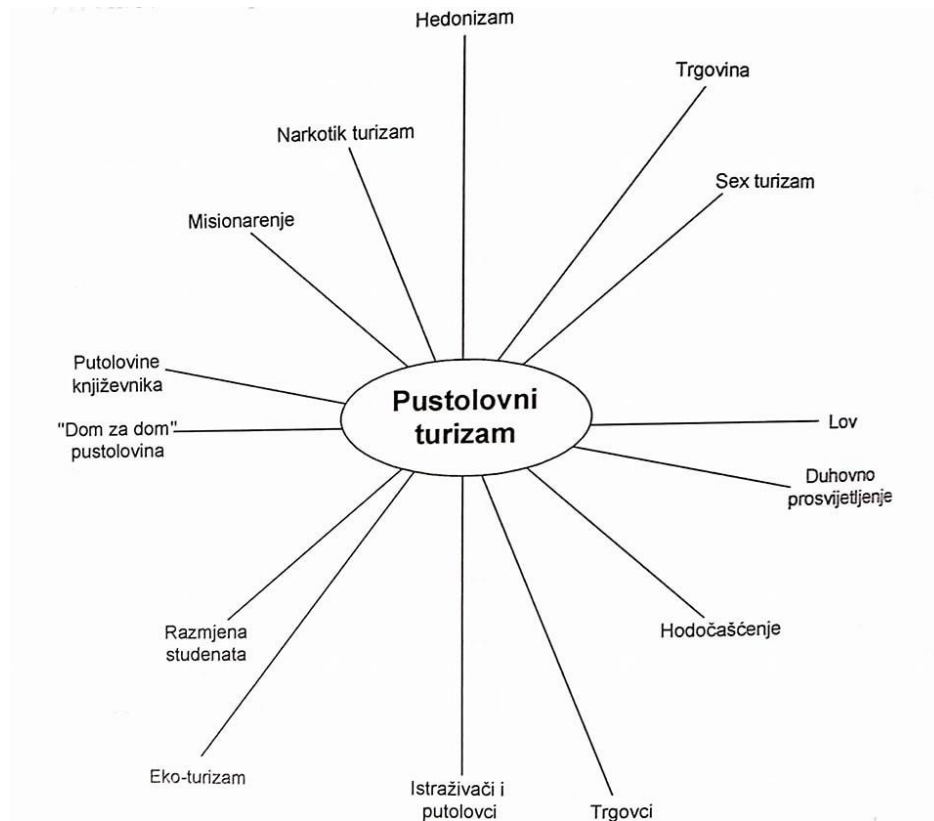 Hedonizam
Trgovina
Narkotik turizam
Sex turizam
Misionarenje
Putolovine
književnika
Pustolovni
turizam
"Dom za dom"
pustolovina
Lov
Duhovno
prosvijetljenje
Razmjena
studenata
Hodočašćenje
Eko-turizam
Istraživači i
putolovci
Trgovci